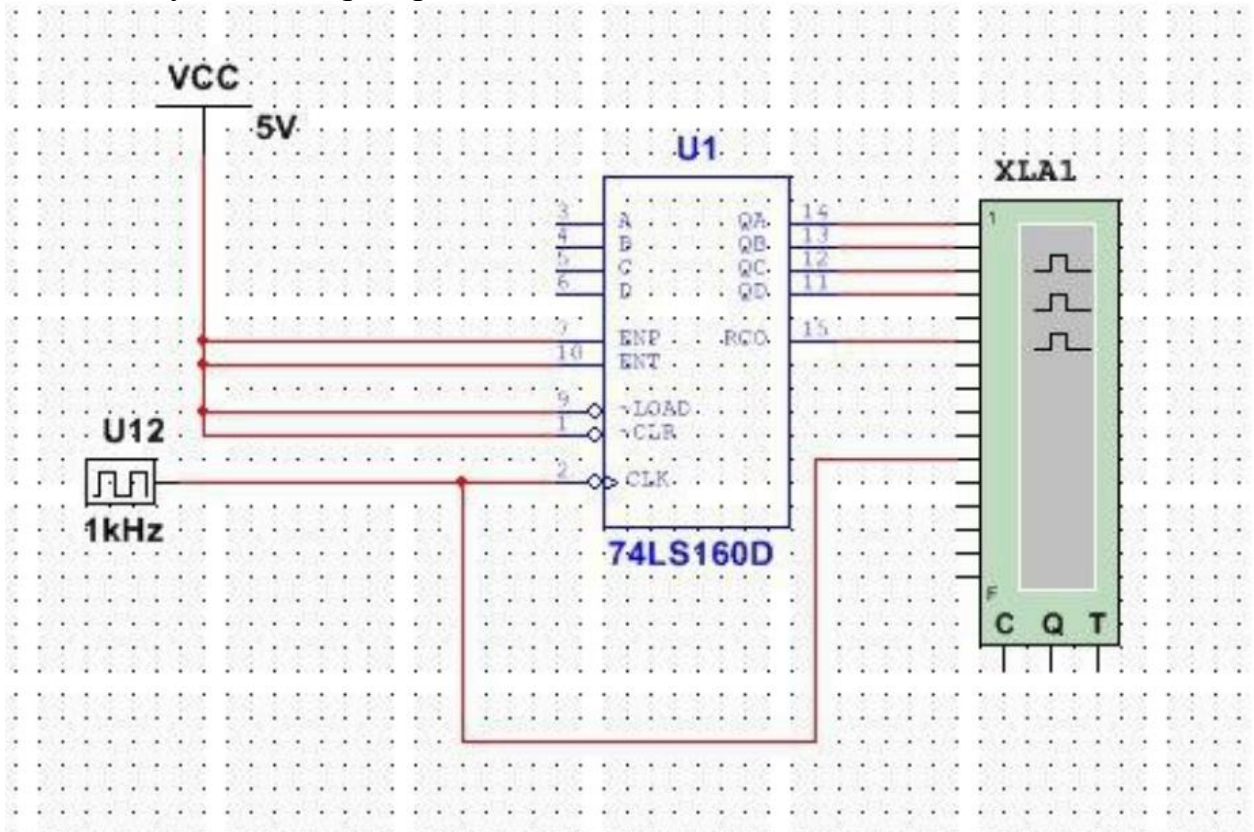 VCC
5V
U1
XLA1
3 A QA 14
4 B QB 13
5 C QC 12
6 D QD 11
7 ENP RCO 15
10 ENT
9 ~LOAD
1 ~CLR
2 CLK
U12
1kHz
74LS160D
1
F
C Q T